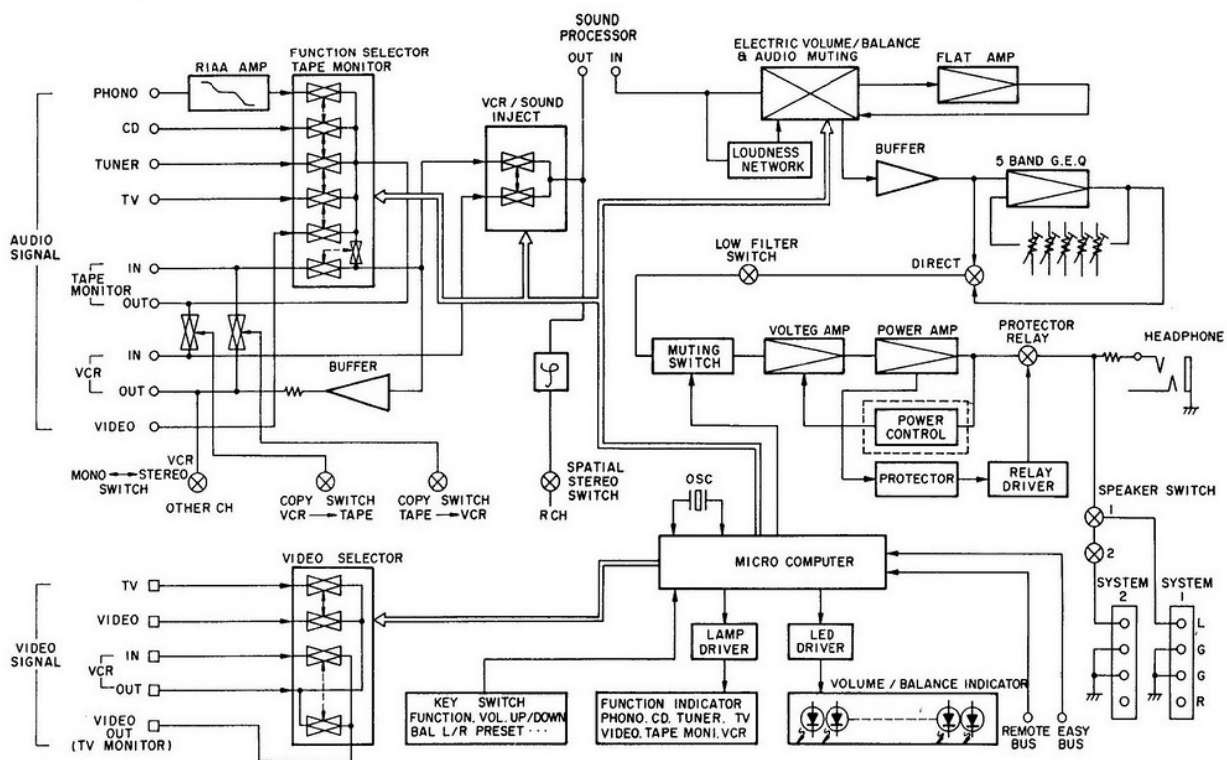 SOUND
PROCESSOR
OUT IN
RIAA AMP
FUNCTION SELECTOR
TAPE MONITOR
VCR / SOUND
INJECT
ELECTRIC VOLUME/BALANCE
& AUDIO MUTING
FLAT AMP
LOUDNESS
NETWORK
BUFFER
5 BAND G.E.Q
AUDIO
SIGNAL
PHONO
CD
TUNER
TV
TAPE
MONITOR
IN
OUT
VCR
IN
OUT
VIDEO
BUFFER
LOW FILTER
SWITCH
DIRECT
MUTING
SWITCH
VOLTEG AMP
POWER AMP
PROTECTOR
RELAY
HEADPHONE
POWER
CONTROL
PROTECTOR
RELAY
DRIVER
SPEAKER SWITCH
1
2
MONO
STEREO
SWITCH
VCR
OTHER CH
COPY SWITCH
VCR → TAPE
COPY SWITCH
TAPE → VCR
φ
SPATIAL
STEREO
SWITCH
R CH
OSC
MICRO COMPUTER
SYSTEM
2
SYSTEM
1
L
G
G
R
VIDEO SELECTOR
VIDEO
SIGNAL
TV
VIDEO
VCR
IN
OUT
VIDEO
OUT
(TV MONITOR)
LAMP
DRIVER
LED
DRIVER
KEY SWITCH
FUNCTION. VOL. UP/DOWN
BAL L/R PRESET ···
FUNCTION INDICATOR
PHONO. CD. TUNER. TV
VIDEO. TAPE MONI. VCR
VOLUME / BALANCE INDICATOR
REMOTE
BUS
EASY
BUS